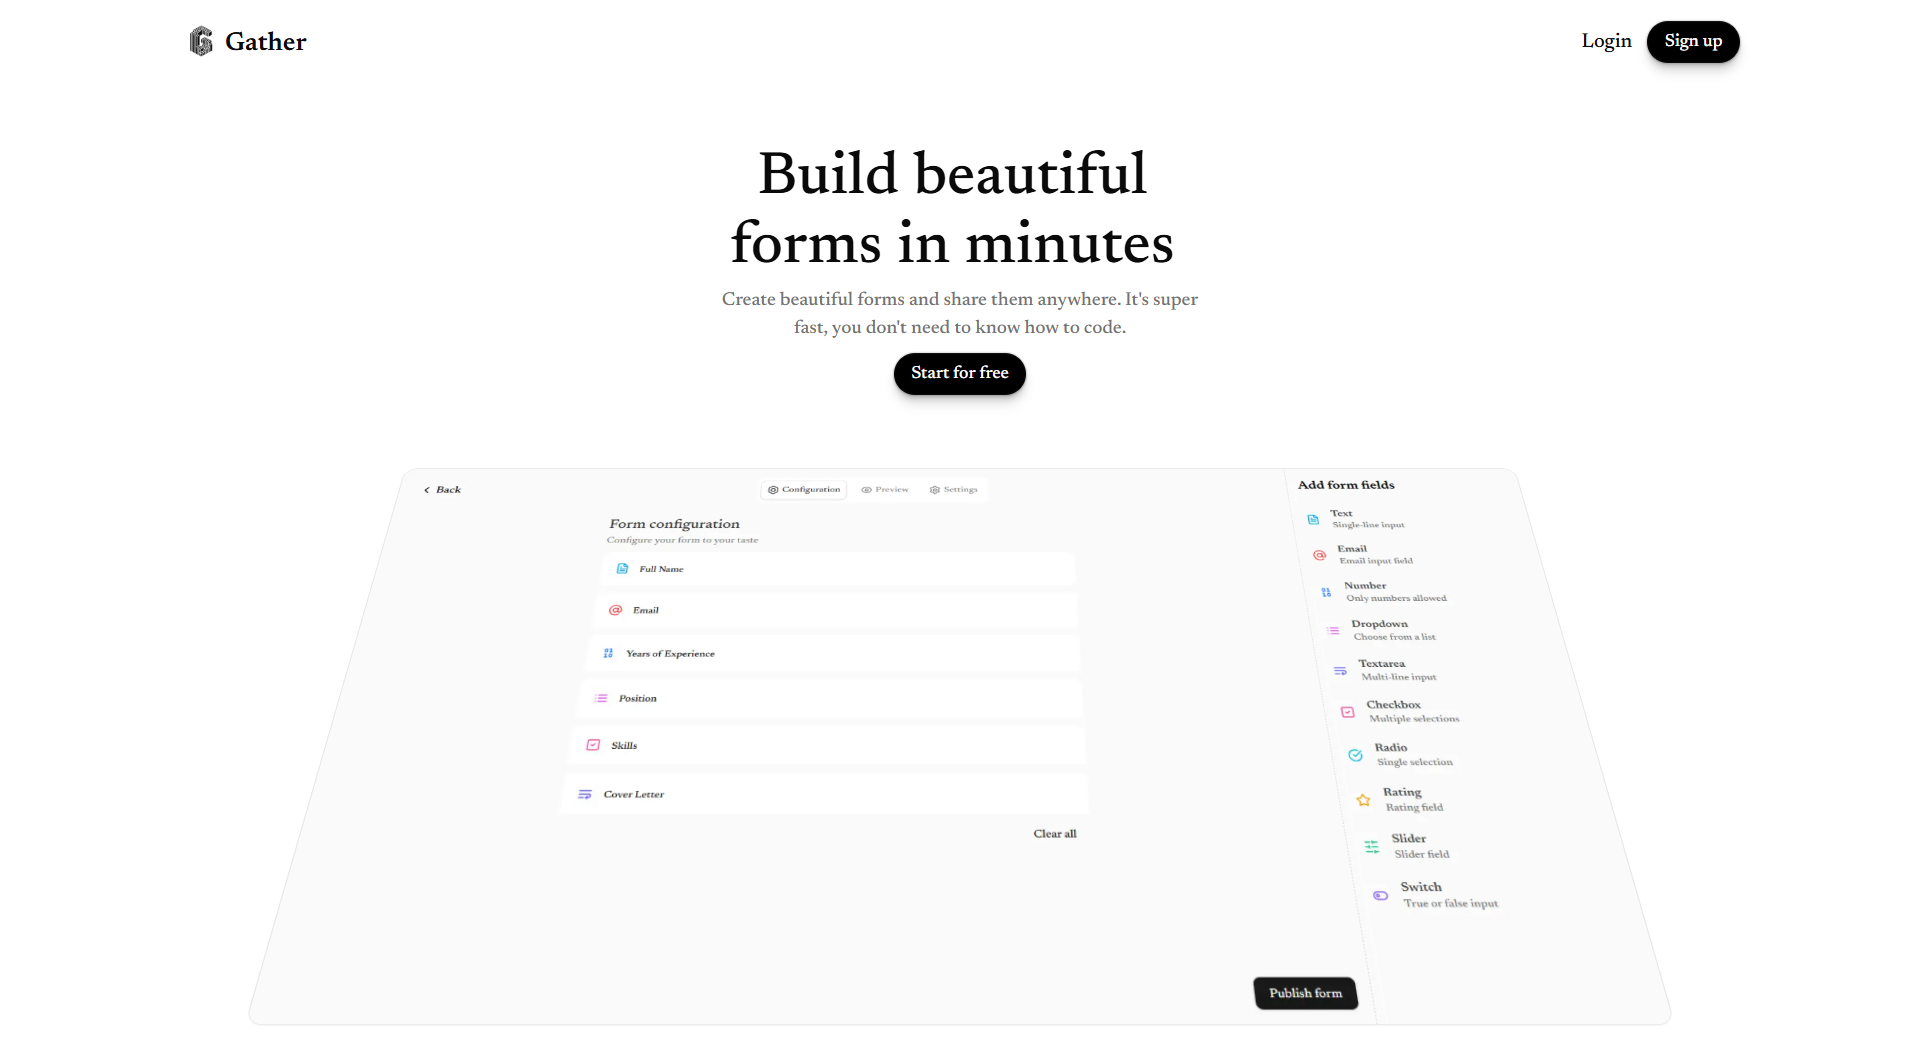 Gather
Login
Sign up
Build beautiful
forms in minutes
Create beautiful forms and share them anywhere. It's super
fast, you don't need to know how to code.
Start for free
Back
Configuration
Preview
Settings
Form configuration
Configure your form to your taste
Full Name
Email
Years of Experience
Position
Skills
Cover Letter
Clear all
Add form fields
Text
Single-line input
Email
Email input field
Number
Only numbers allowed
Dropdown
Choose from a list
Textarea
Multi-line input
Checkbox
Multiple selections
Radio
Single selection
Rating
Rating field
Slider
Slider field
Switch
True or false input
Publish form